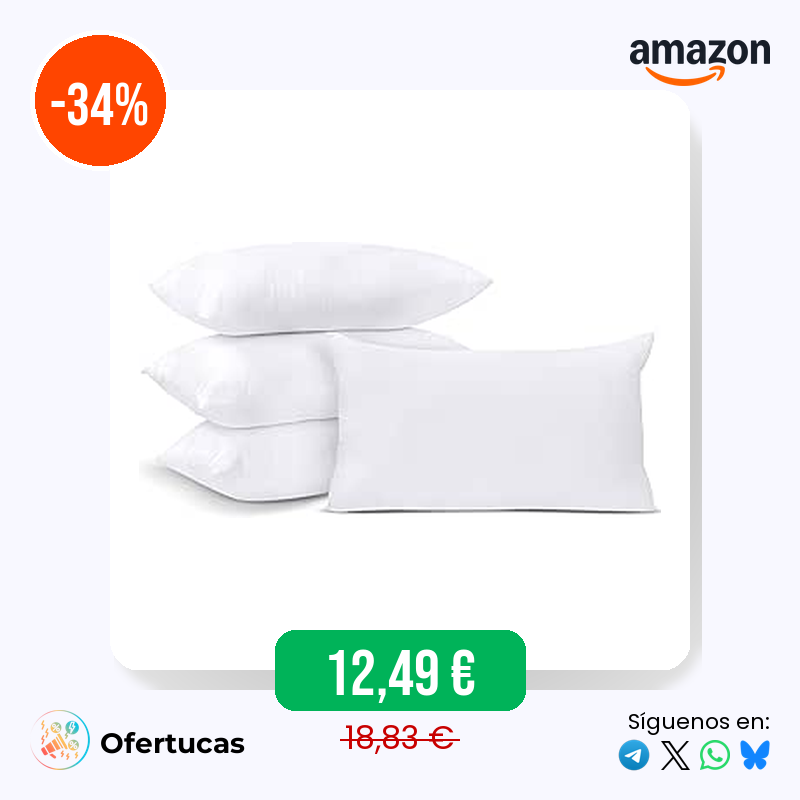 -34%
amazon
12,49 €
18,83 €
Ofertucas
Síguenos en: